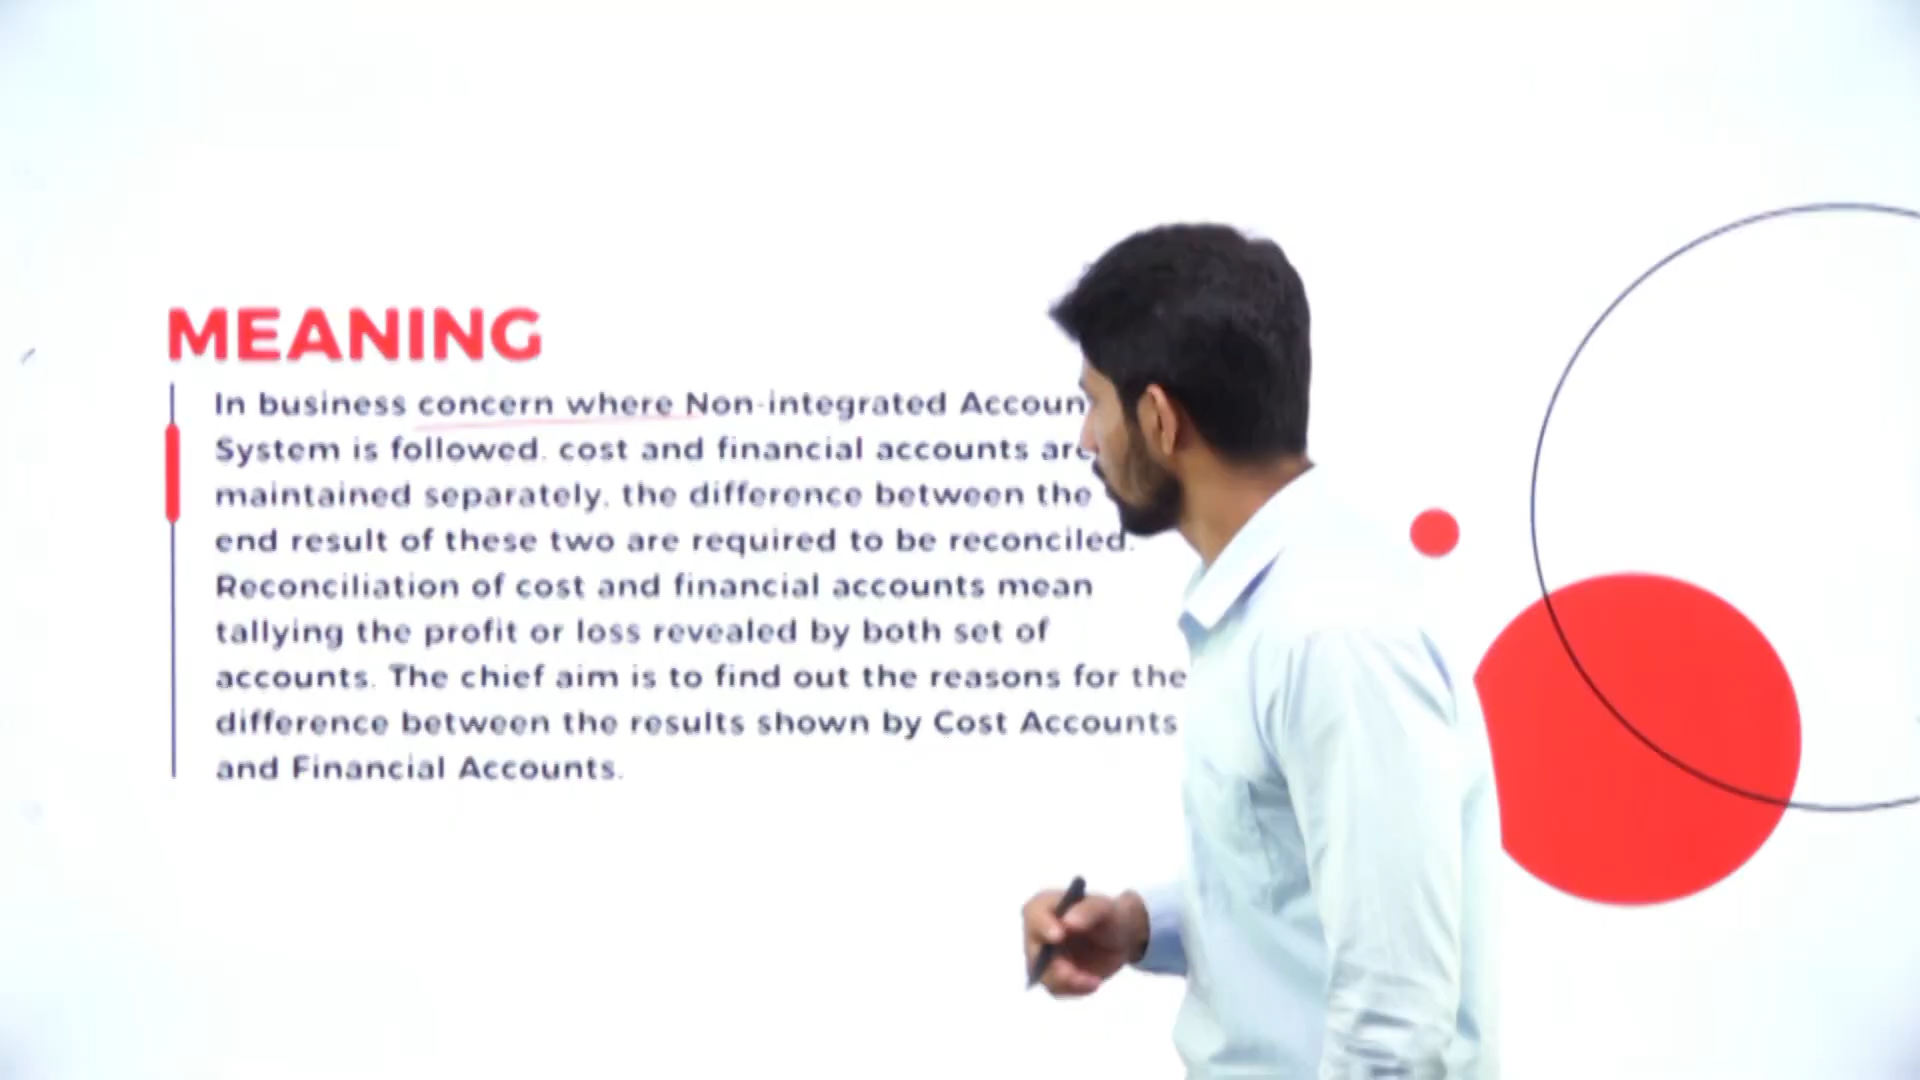 MEANING
In business concern where Non-integrated Accoun
System is followed, cost and financial accounts are
maintained separately, the difference between the
end result of these two are required to be reconciled.
Reconciliation of cost and financial accounts mean
tallying the profit or loss revealed by both set of
accounts. The chief aim is to find out the reasons for the
difference between the results shown by Cost Accounts
and Financial Accounts.